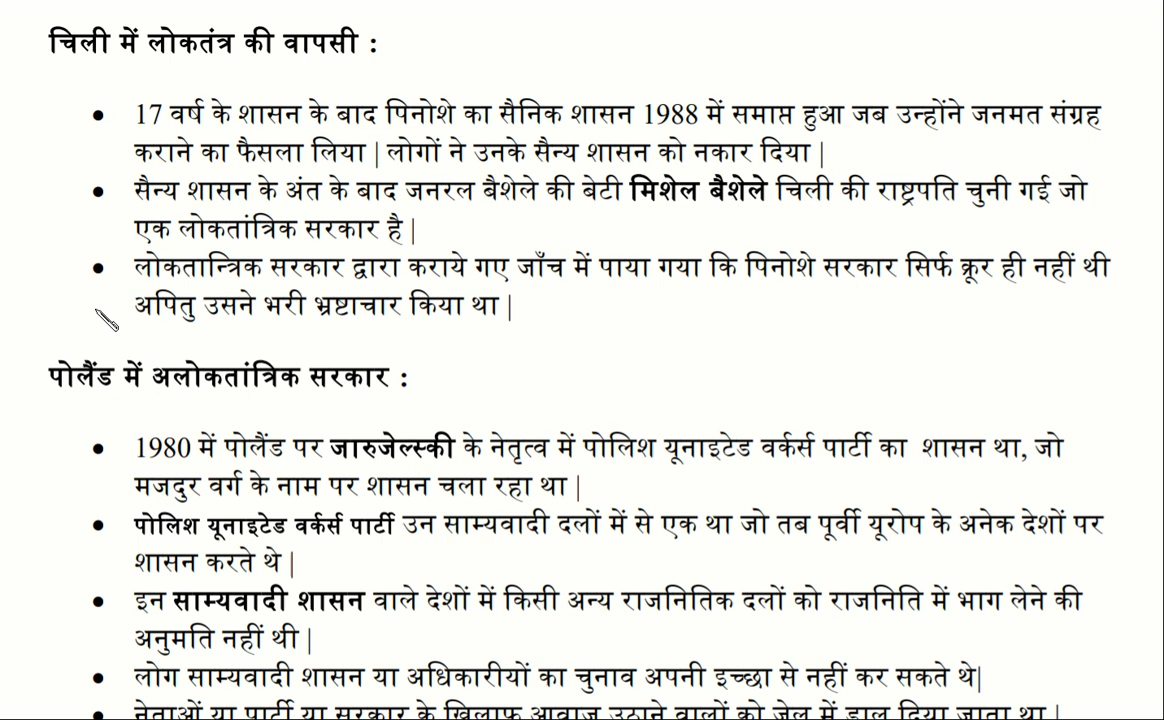 चिली में लोकतंत्र की वापसी :
• 17 वर्ष के शासन के बाद पिनोशे का सैनिक शासन 1988 में समाप्त हुआ जब उन्होंने जनमत संग्रह
कराने का फैसला लिया | लोगों ने उनके सैन्य शासन को नकार दिया |
• सैन्य शासन के अंत के बाद जनरल बैशेले की बेटी मिशेल बैशेले चिली की राष्ट्रपति चुनी गई जो
एक लोकतांत्रिक सरकार है |
• लोकतान्त्रिक सरकार द्वारा कराये गए जाँच में पाया गया कि पिनोशे सरकार सिर्फ क्रूर ही नहीं थी
अपितु उसने भरी भ्रष्टाचार किया था |
पोलैंड में अलोकतांत्रिक सरकार :
• 1980 में पोलैंड पर जारुजेल्स्की के नेतृत्व में पोलिश यूनाइटेड वर्कर्स पार्टी का शासन था, जो
मजदुर वर्ग के नाम पर शासन चला रहा था |
• पोलिश यूनाइटेड वर्कर्स पार्टी उन साम्यवादी दलों में से एक था जो तब पूर्वी यूरोप के अनेक देशों पर
शासन करते थे |
• इन साम्यवादी शासन वाले देशों में किसी अन्य राजनितिक दलों को राजनिति में भाग लेने की
अनुमति नहीं थी |
• लोग साम्यवादी शासन या अधिकारीयों का चुनाव अपनी इच्छा से नहीं कर सकते थे|
• नेताओं या पार्टी या सरकार के खिलाफ आवाज उठाने वालों को जेल में डाल दिया जाता था |